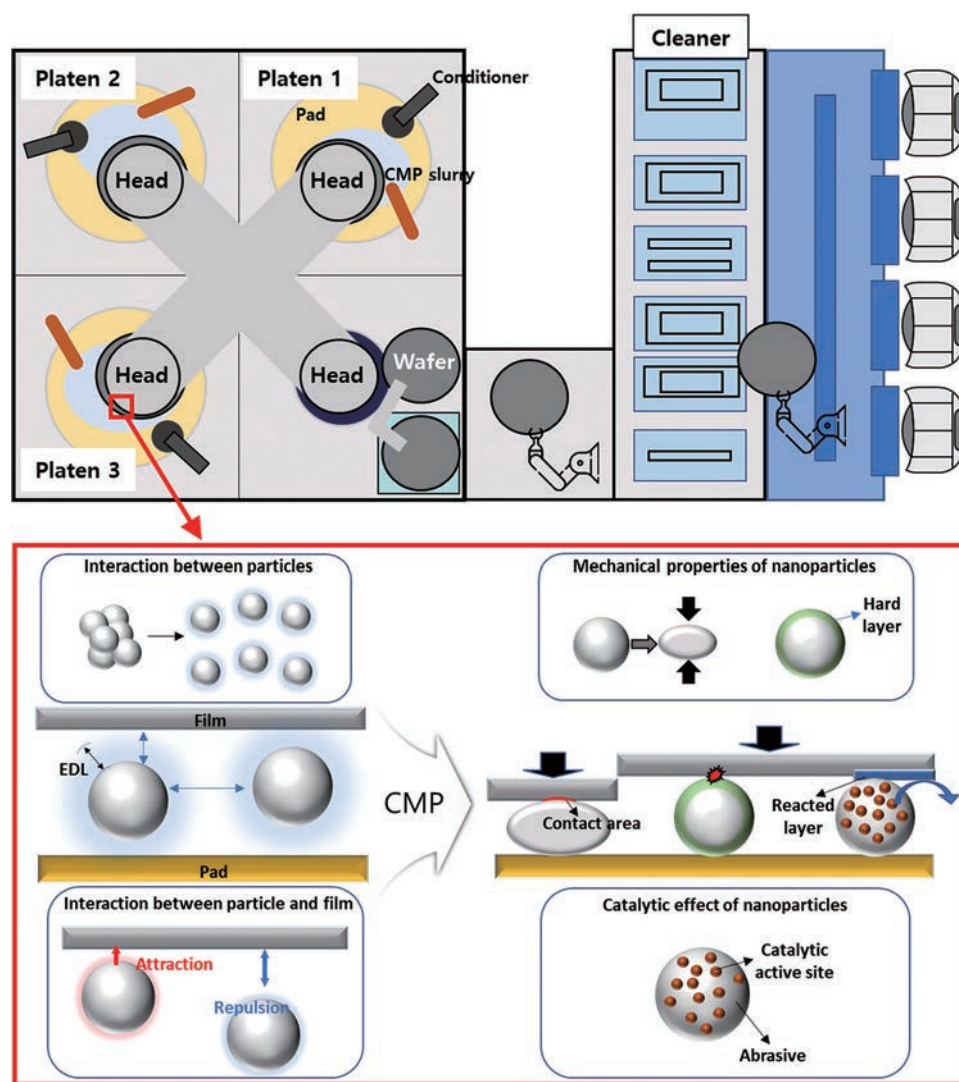 Cleaner
Platen 2
Platen 1
Conditioner
Pad
Head
Head
CMP slurry
Head
Head
Wafer
Platen 3
Interaction between particles
Mechanical properties of nanoparticles
Hard
layer
Film
EDL
CMP
Contact area
Reacted
layer
Pad
Interaction between particle and film
Attraction
Repulsion
Catalytic effect of nanoparticles
Catalytic
active site
Abrasive